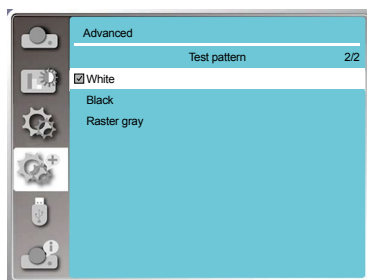 Advanced
Test pattern 2/2
White
Black
Raster gray